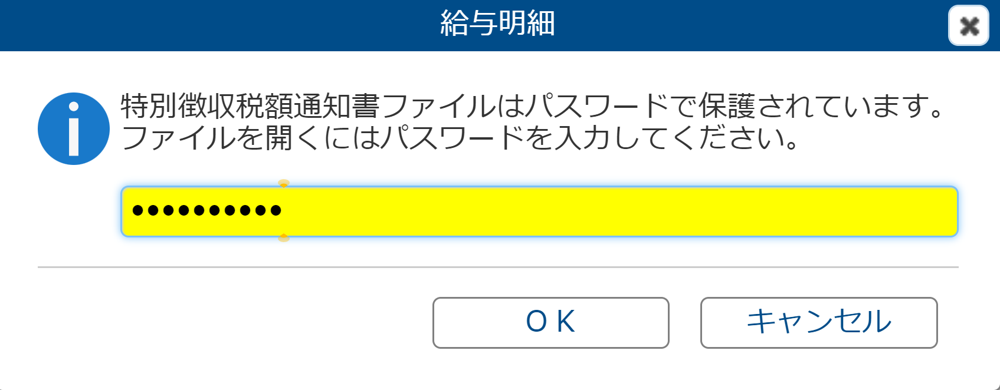 給与明細
特別徴収税額通知書ファイルはパスワードで保護されています。
ファイルを開くにはパスワードを入力してください。
••••••••••
ＯＫ
キャンセル